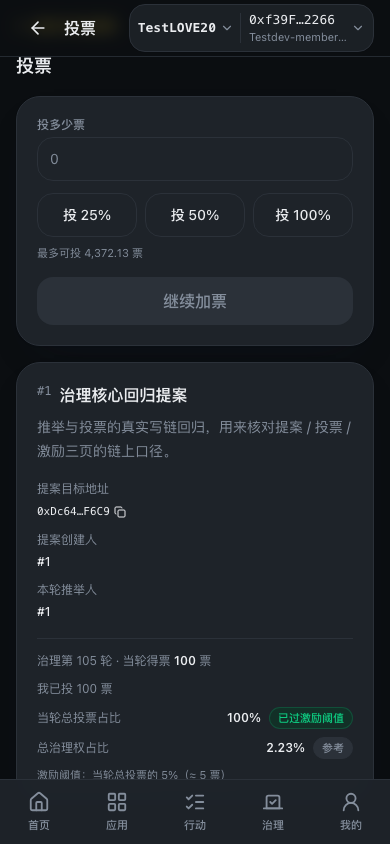 投票
TestLOVE20
0xf39F…2266
Testdev-member…
投票
投多少票
0
投 25%
投 50%
投 100%
最多可投 4,372.13 票
继续加票
#1 治理核心回归提案
推举与投票的真实写链回归，用来核对提案 / 投票 /
激励三页的链上口径。
提案目标地址
0xDc64…F6C9
提案创建人
#1
本轮推举人
#1
治理第 105 轮 · 当轮得票 100 票
我已投 100 票
当轮总投票占比 100% 已过激励阈值
总治理权占比 2.23% 参考
激励阈值：当轮总投票的 5%（≈ 5 票）
首页
应用
行动
治理
我的